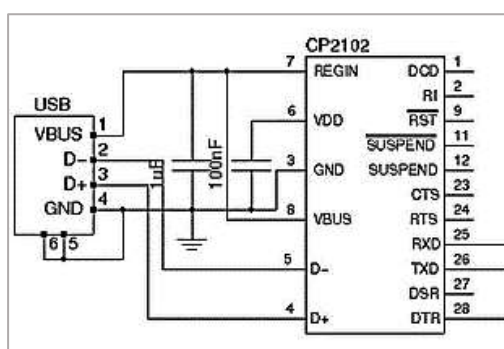 CP2102
USB
1
VBUS
2
D−
3
D+
4
GND
6 5
1uF
100nF
7
REGIN
6
VDD
3
GND
8
VBUS
5
D−
4
D+
DCD
1
RI
2
RST
9
SUSPEND
11
SUSPEND
12
CTS
23
RTS
24
RXD
25
TXD
26
DSR
27
DTR
28